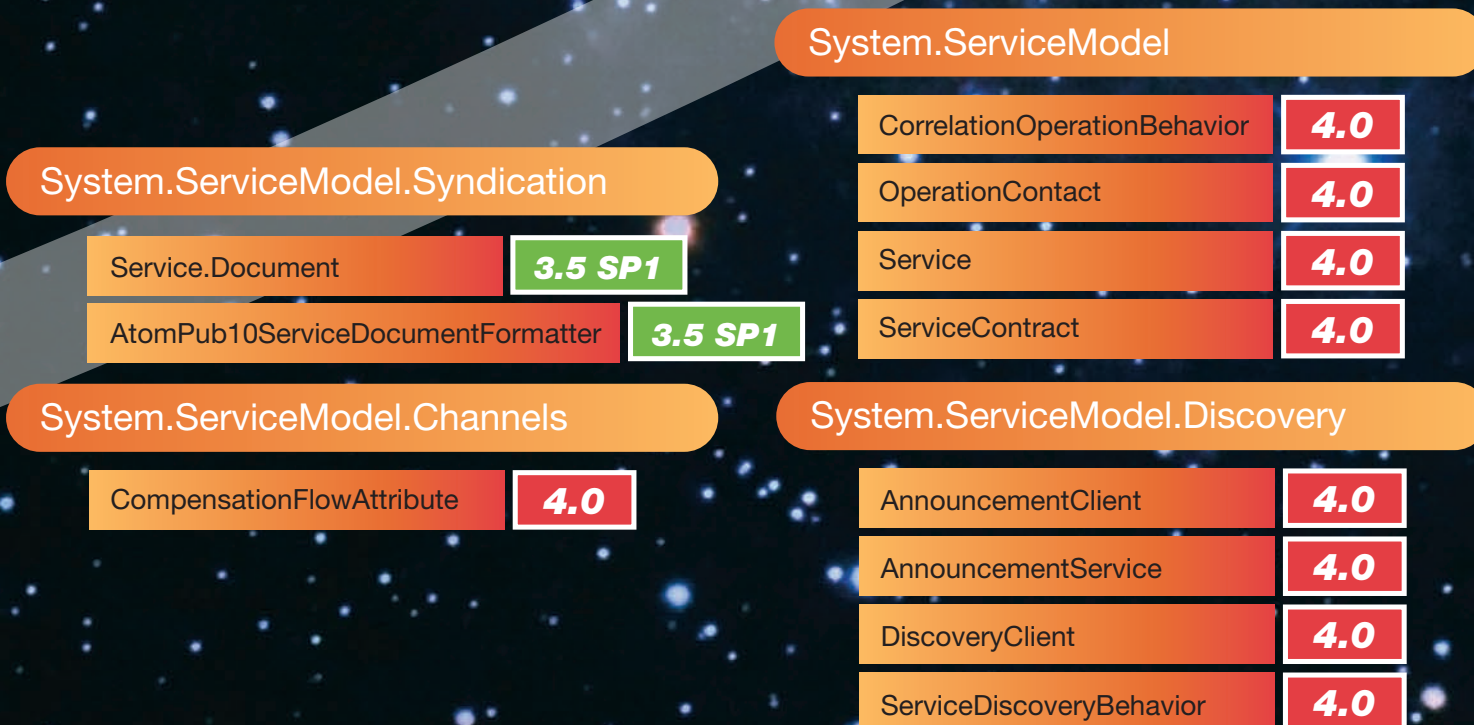 System.ServiceModel.Syndication
Service.Document 3.5 SP1
AtomPub10ServiceDocumentFormatter 3.5 SP1
System.ServiceModel.Channels
CompensationFlowAttribute 4.0
System.ServiceModel
CorrelationOperationBehavior 4.0
OperationContact 4.0
Service 4.0
ServiceContract 4.0
System.ServiceModel.Discovery
AnnouncementClient 4.0
AnnouncementService 4.0
DiscoveryClient 4.0
ServiceDiscoveryBehavior 4.0